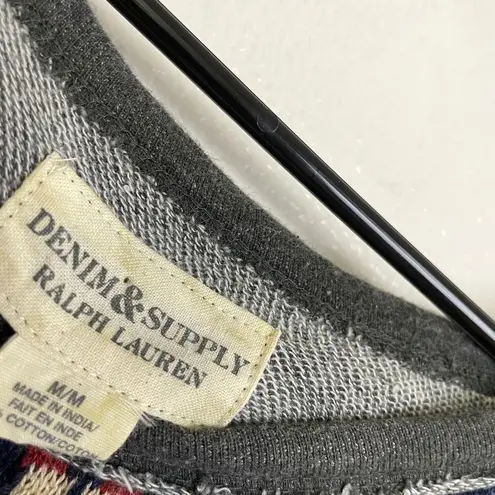 DENIM & SUPPLY
RALPH LAUREN
M/M
MADE IN INDIA/
FAIT EN INDE
% COTTON/COTON